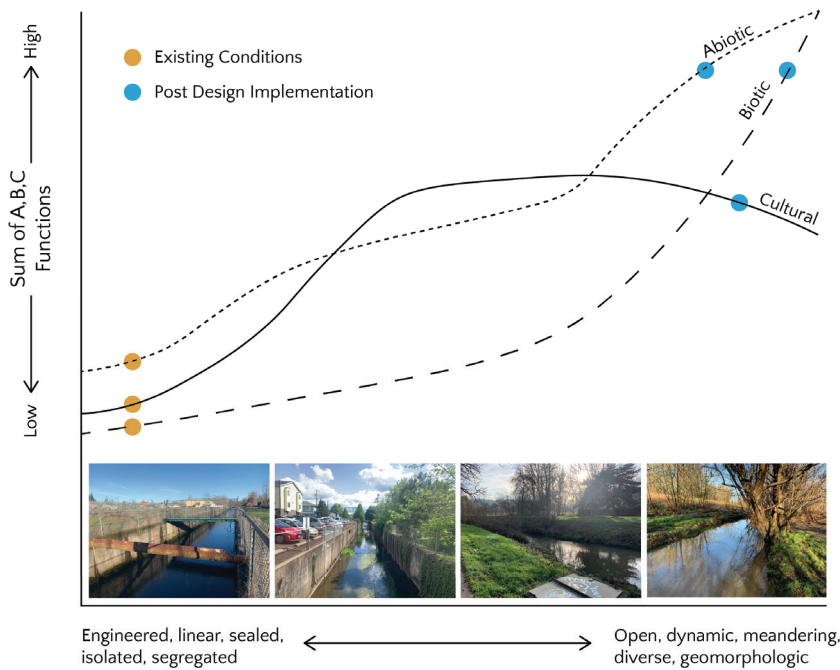 High
Sum of A,B,C
Functions
Low
Existing Conditions
Post Design Implementation
Abiotic
Biotic
Cultural
Engineered, linear, sealed,
isolated, segregated
Open, dynamic, meandering,
diverse, geomorphologic